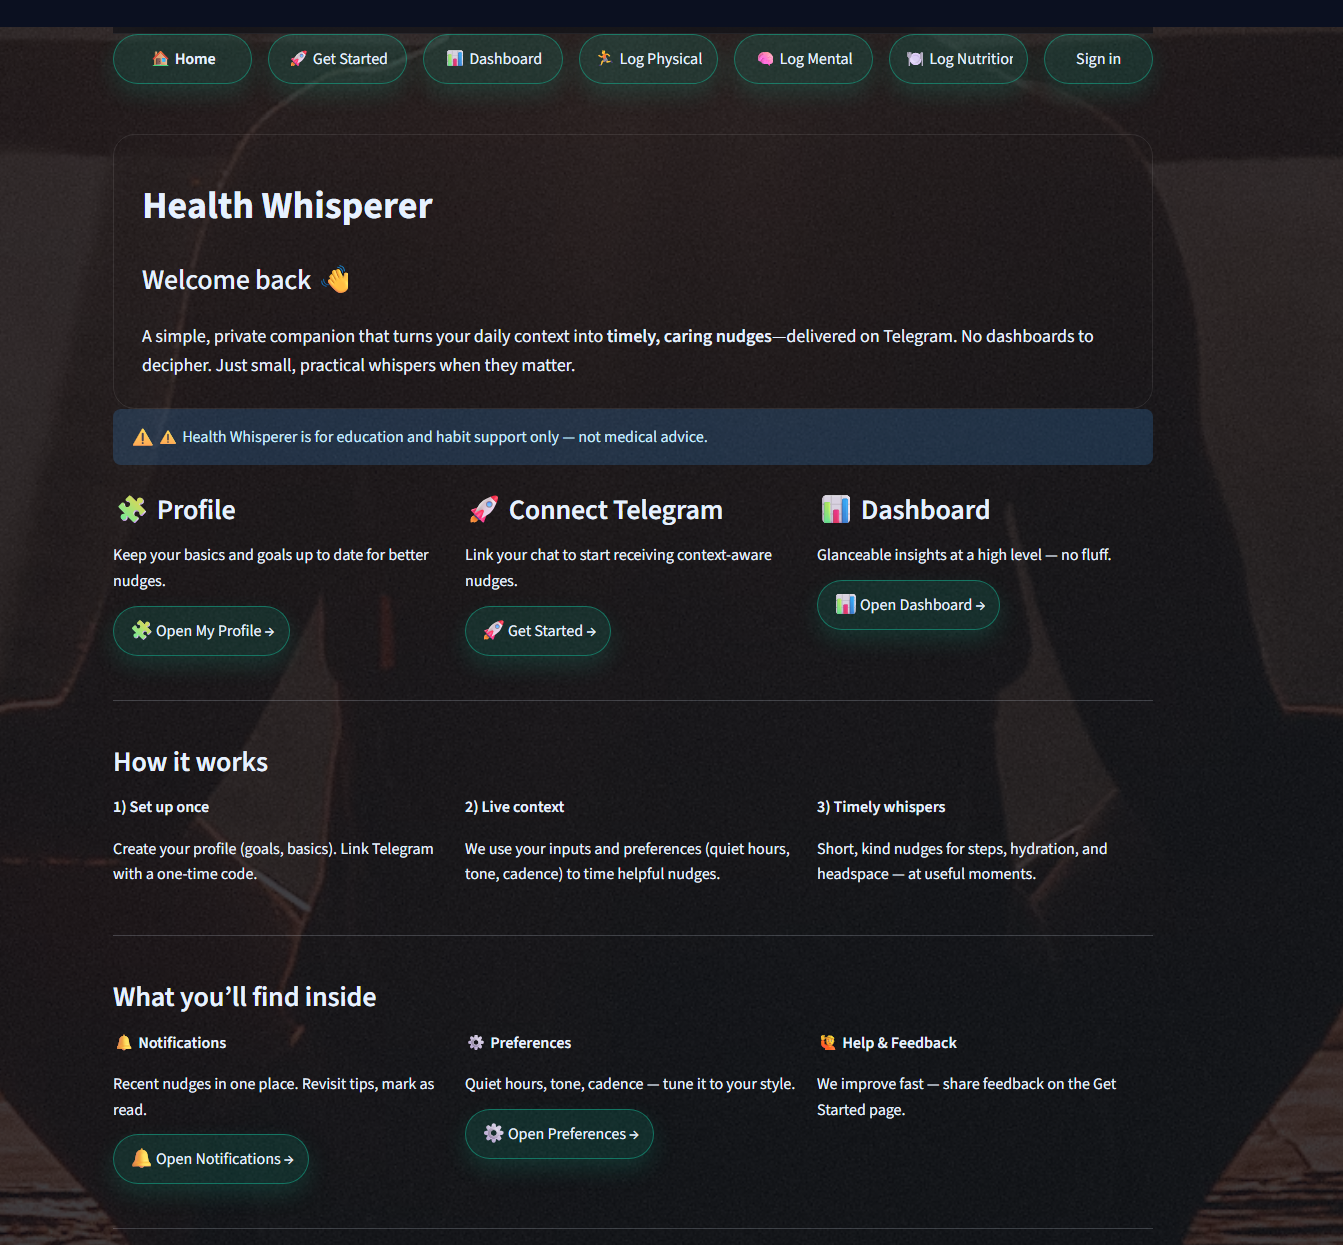 🏠 Home
🚀 Get Started
📊 Dashboard
🏃 Log Physical
🧠 Log Mental
🍽️ Log Nutrition
Sign in
Health Whisperer
Welcome back 👋
A simple, private companion that turns your daily context into timely, caring nudges—delivered on Telegram. No dashboards to
decipher. Just small, practical whispers when they matter.
⚠️ ⚠️ Health Whisperer is for education and habit support only — not medical advice.
🧩 Profile
Keep your basics and goals up to date for better
nudges.
🧩 Open My Profile →
🚀 Connect Telegram
Link your chat to start receiving context-aware
nudges.
🚀 Get Started →
📊 Dashboard
Glanceable insights at a high level — no fluff.
📊 Open Dashboard →
How it works
1) Set up once
Create your profile (goals, basics). Link Telegram
with a one-time code.
2) Live context
We use your inputs and preferences (quiet hours,
tone, cadence) to time helpful nudges.
3) Timely whispers
Short, kind nudges for steps, hydration, and
headspace — at useful moments.
What you’ll find inside
🔔 Notifications
Recent nudges in one place. Revisit tips, mark as
read.
🔔 Open Notifications →
⚙️ Preferences
Quiet hours, tone, cadence — tune it to your style.
⚙️ Open Preferences →
🙋 Help & Feedback
We improve fast — share feedback on the Get
Started page.